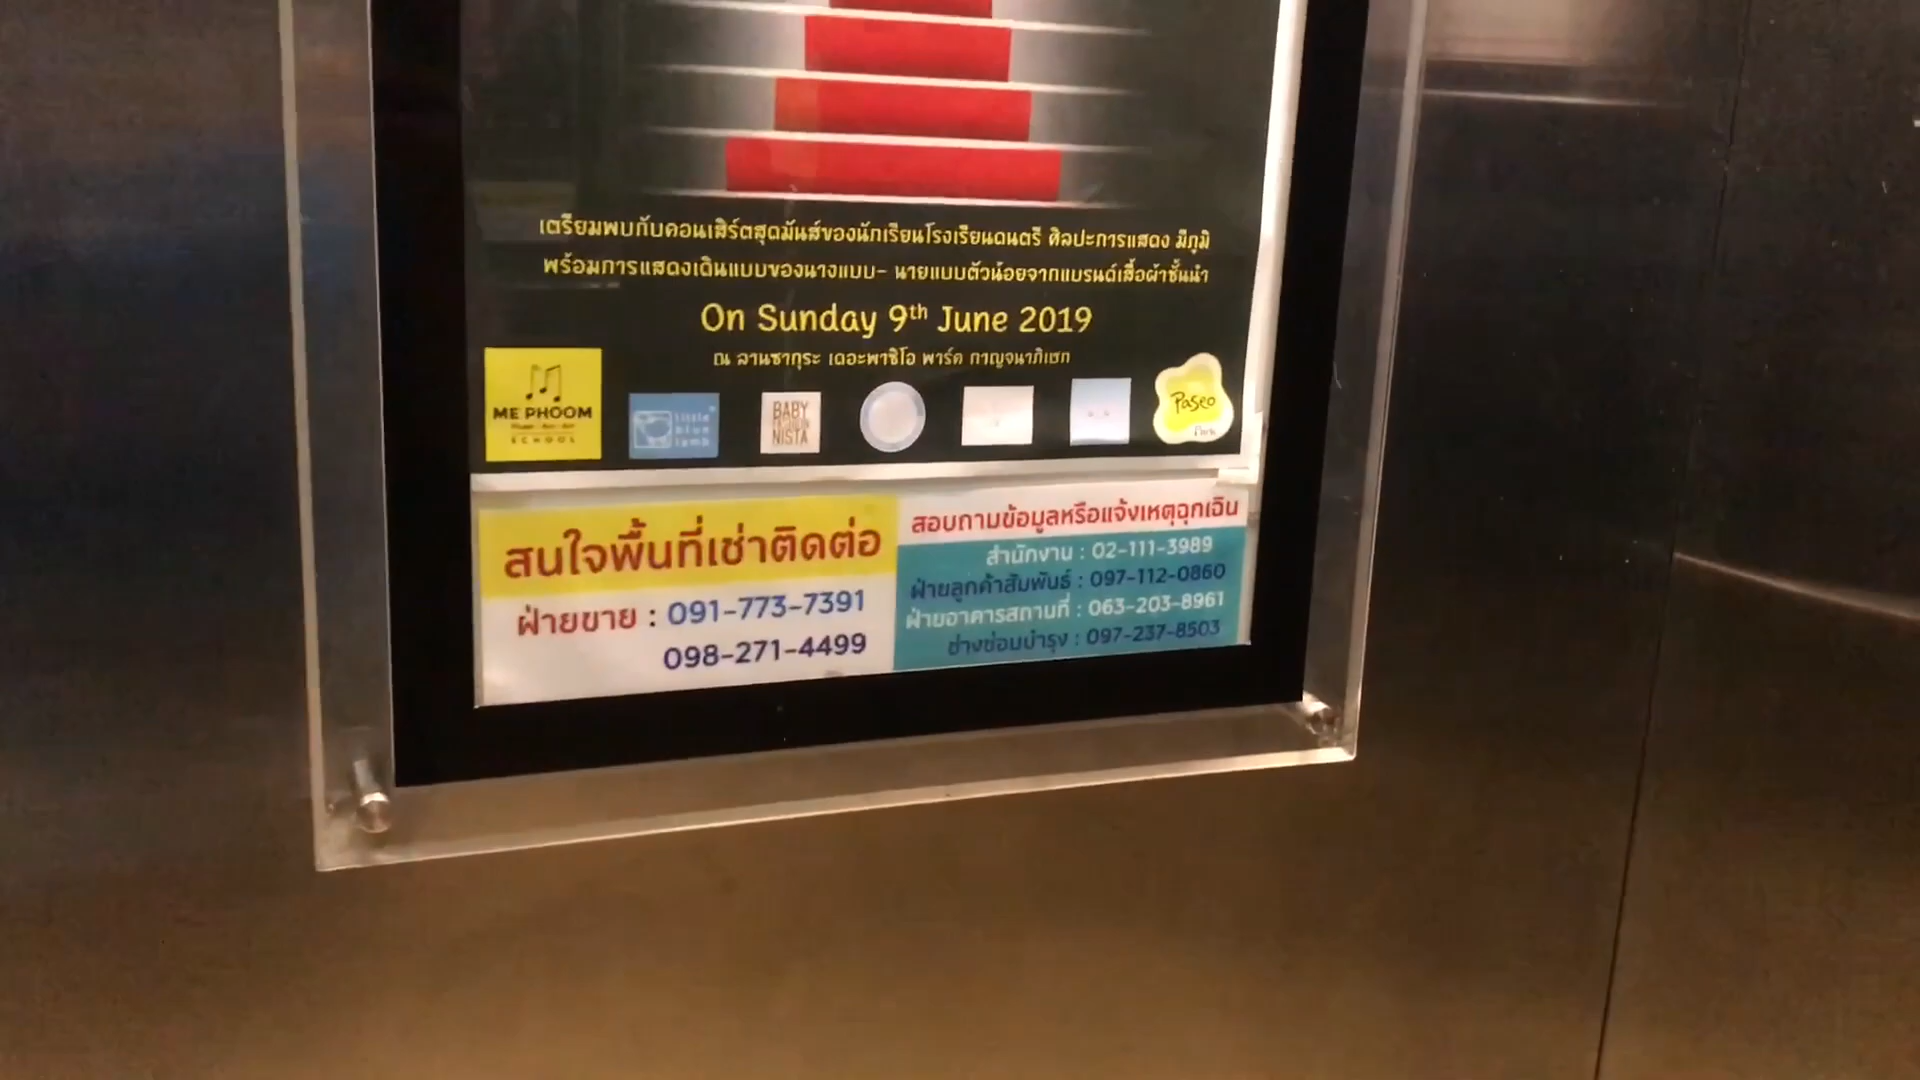 เตรียมพบกับคอนเสิร์ตสุดมันส์ของนักเรียนโรงเรียนดนตรี ศิลปะการแสดง มีภูมิ
พร้อมการแสดงเดินแบบของนางแบบ- นายแบบตัวน้อยจากแบรนด์เสื้อผ้าชั้นนำ
On Sunday 9th June 2019
ณ ลานซากุระ เดอะพาซิโอ พาร์ค กาญจนาภิเษก
ME PHOOM
SCHOOL
little
blue
lamb
BABY
FASHION
NISTA
Paseo
Park
สนใจพื้นที่เช่าติดต่อ
ฝ่ายขาย : 091-773-7391
098-271-4499
สอบถามข้อมูลหรือแจ้งเหตุฉุกเฉิน
สำนักงาน : 02-111-3989
ฝ่ายลูกค้าสัมพันธ์ : 097-112-0860
ฝ่ายอาคารสถานที่ : 063-203-8961
ช่างซ่อมบำรุง : 097-237-8503